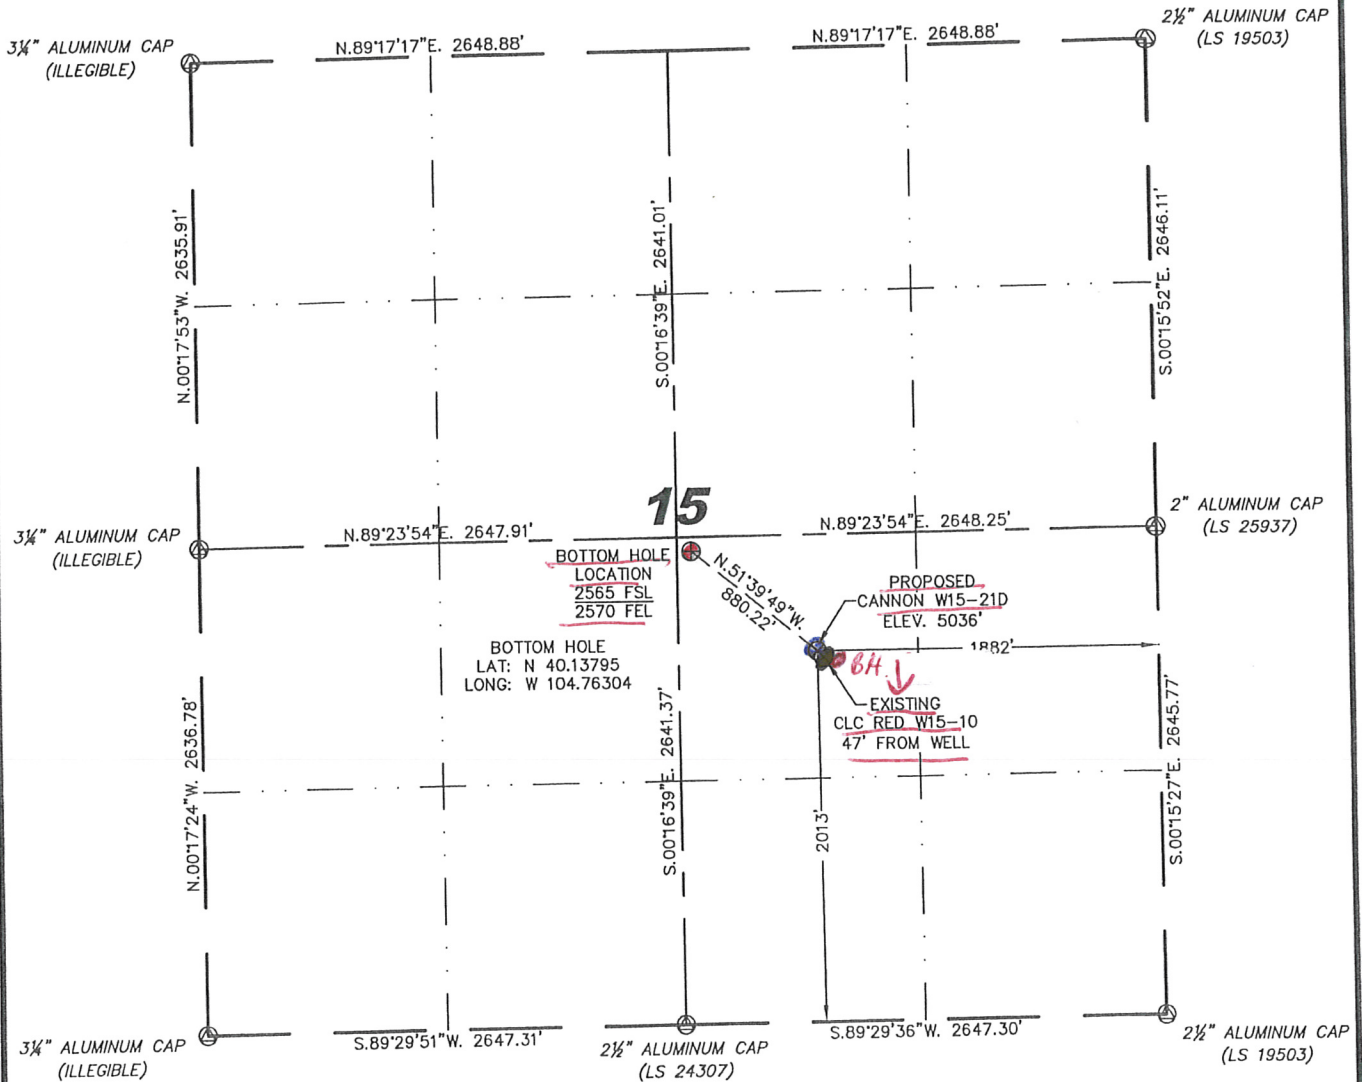 3¼" ALUMINUM CAP
(ILLEGIBLE)
N.89°17'17"E. 2648.88'
N.89°17'17"E. 2648.88'
2½" ALUMINUM CAP
(LS 19503)
N.00°17'53"W. 2635.91'
S.00°16'39"E. 2641.01'
S.00°15'52"E. 2646.11'
15
3¼" ALUMINUM CAP
(ILLEGIBLE)
N.89°23'54"E. 2647.91'
N.89°23'54"E. 2648.25'
2" ALUMINUM CAP
(LS 25937)
BOTTOM HOLE
LOCATION
2565 FSL
2570 FEL
N.51°39'49"W.
880.22'
PROPOSED
CANNON W15-21D
ELEV. 5036'
1882'
BOTTOM HOLE
LAT: N 40.13795
LONG: W 104.76304
BH
EXISTING
CLC RED W15-10
47' FROM WELL
N.00°17'24"W. 2636.78'
S.00°16'39"E. 2641.37'
2013'
S.00°15'27"E. 2645.77'
3¼" ALUMINUM CAP
(ILLEGIBLE)
S.89°29'51"W. 2647.31'
2½" ALUMINUM CAP
(LS 24307)
S.89°29'36"W. 2647.30'
2½" ALUMINUM CAP
(LS 19503)